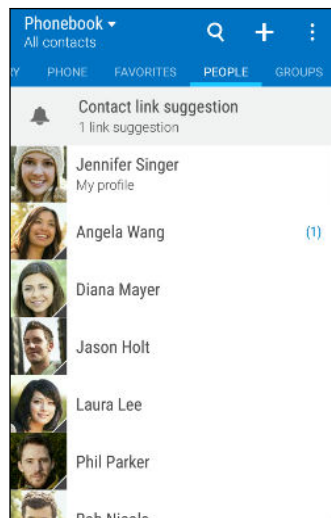 Phonebook
All contacts
RY PHONE FAVORITES PEOPLE GROUPS
Contact link suggestion
1 link suggestion
Jennifer Singer
My profile
Angela Wang (1)
Diana Mayer
Jason Holt
Laura Lee
Phil Parker